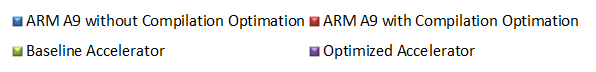 ARM A9 without Compilation Optimation ARM A9 with Compilation Optimation
Baseline Accelerator Optimized Accelerator